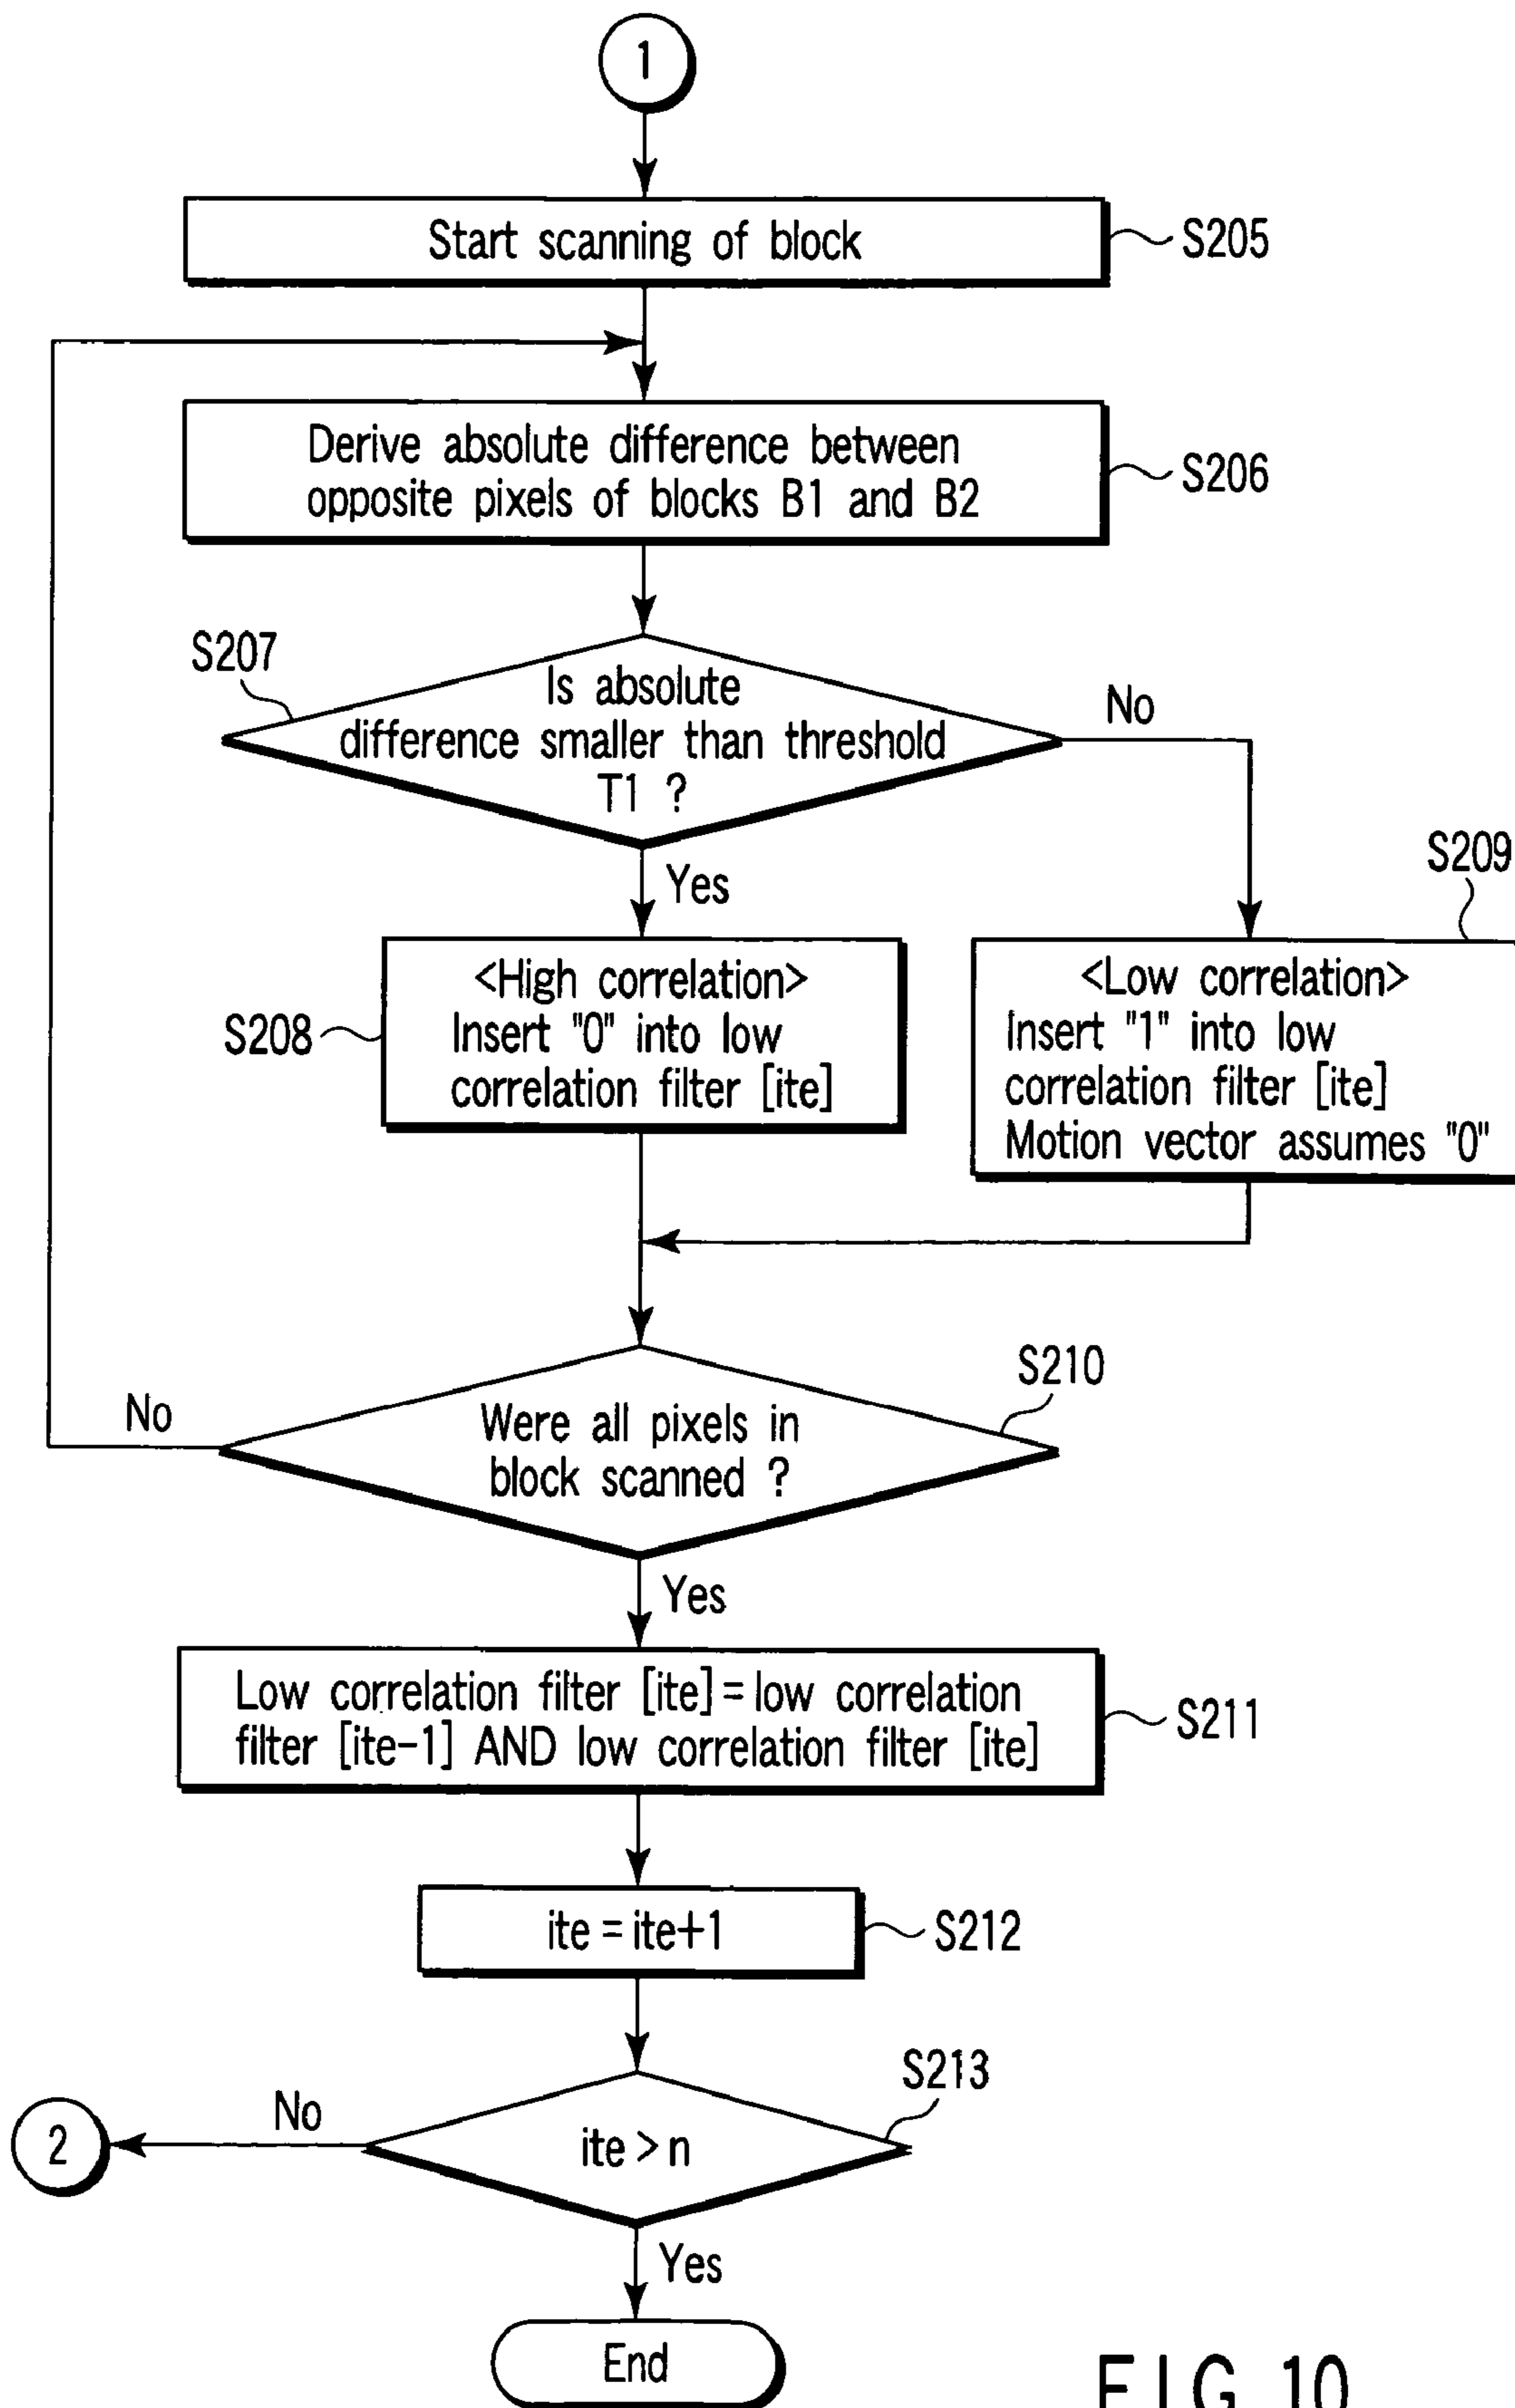 1
Start scanning of block
S205
Derive absolute difference between
opposite pixels of blocks B1 and B2
S206
S207
Is absolute
difference smaller than threshold
T1 ?
No
Yes
S208
<High correlation>
Insert "0" into low
correlation filter [ite]
S209
<Low correlation>
Insert "1" into low
correlation filter [ite]
Motion vector assumes "0"
S210
No
Were all pixels in
block scanned ?
Yes
Low correlation filter [ite] = low correlation
filter [ite-1] AND low correlation filter [ite]
S211
ite = ite+1
S212
S213
2
No
ite > n
Yes
End
FIG. 10